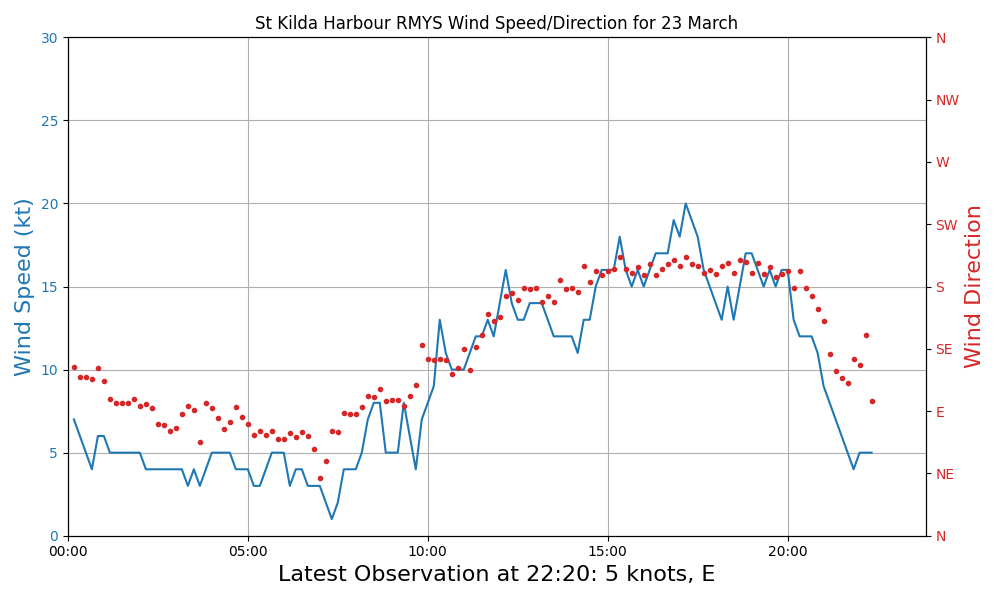 St Kilda Harbour RMYS Wind Speed/Direction for 23 March
30
25
20
15
10
5
0
Wind Speed (kt)
N
NW
W
SW
S
SE
E
NE
N
Wind Direction
00:00 05:00 10:00 15:00 20:00
Latest Observation at 22:20: 5 knots, E